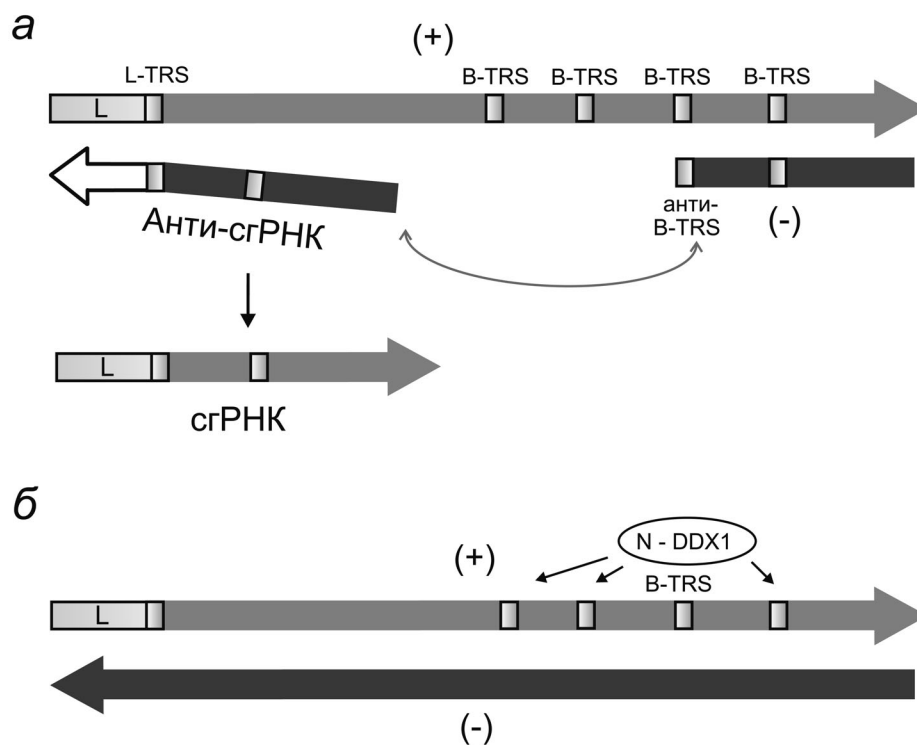 а
(+)
L-TRS
B-TRS B-TRS B-TRS B-TRS
L
анти-
B-TRS
(-)
Анти-сгРНК
L
сгРНК
б
N - DDX1
(+)
B-TRS
L
(-)